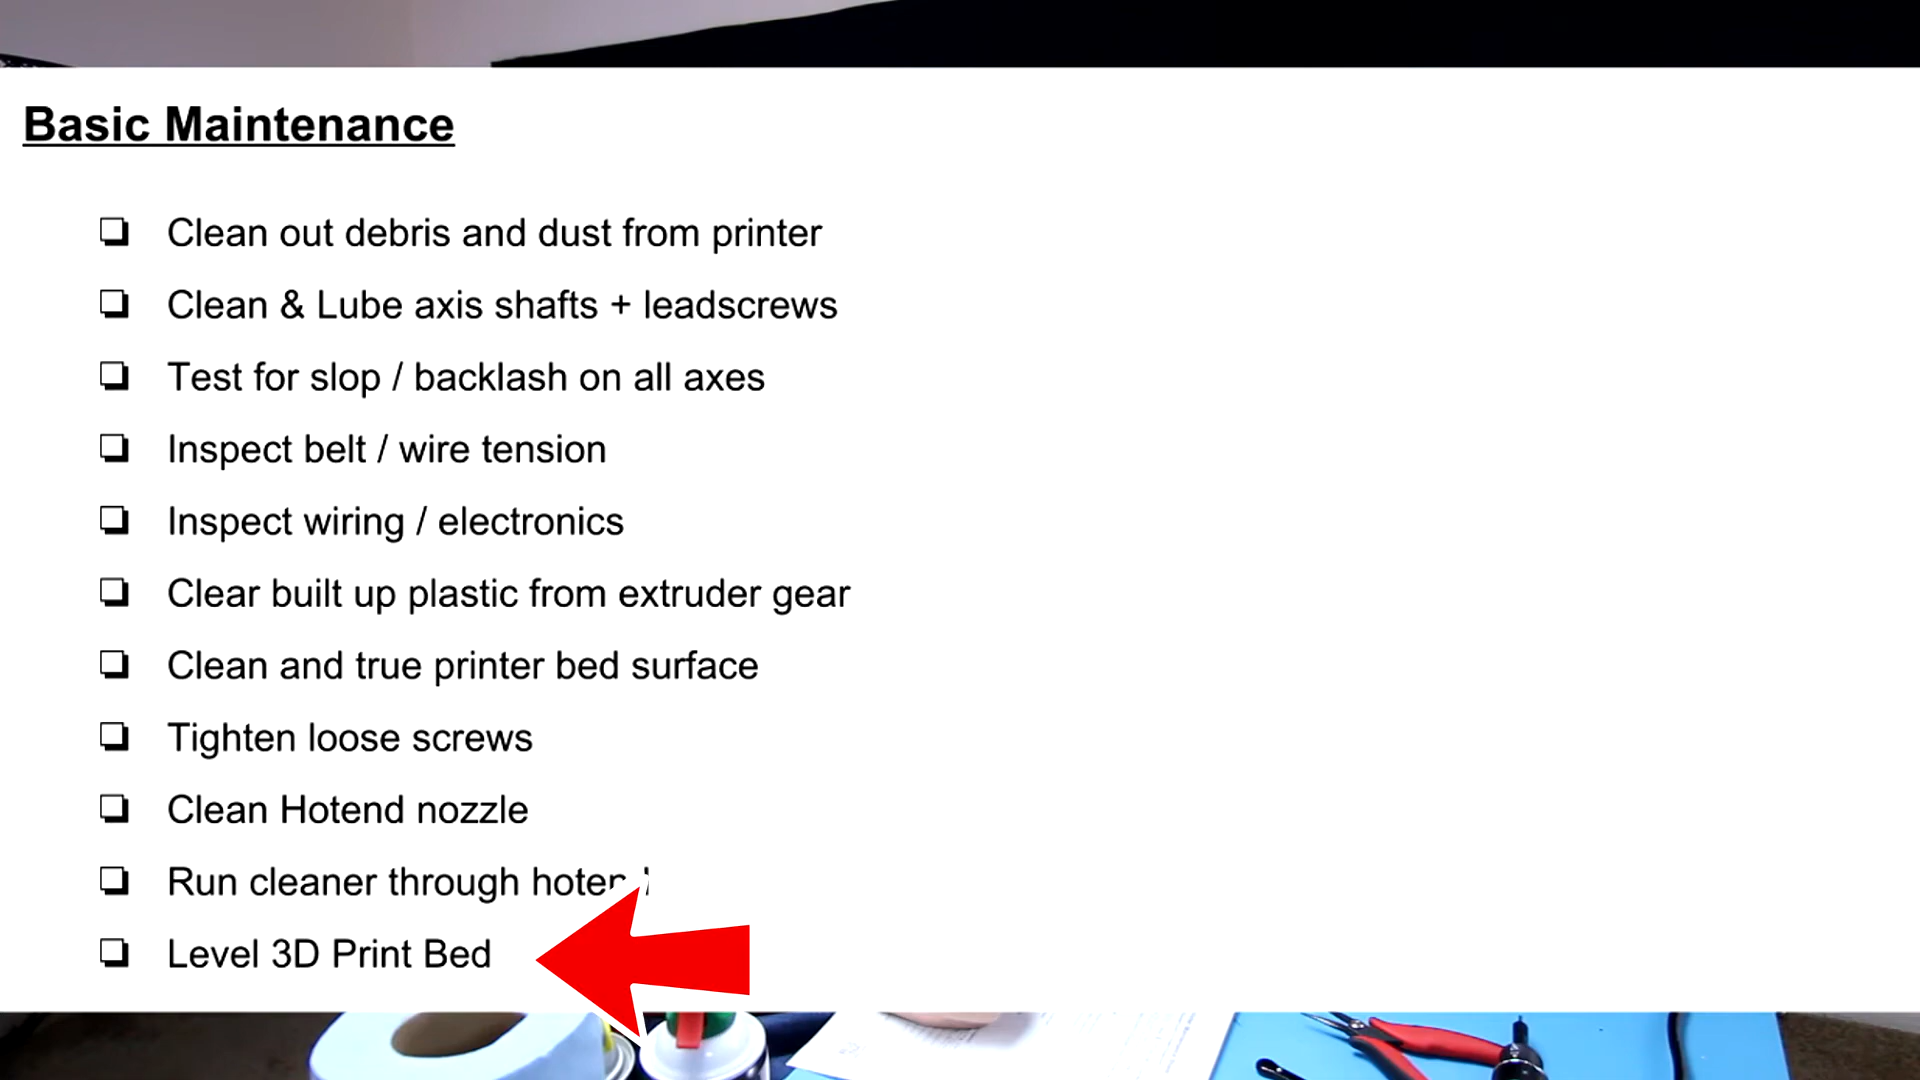 Basic Maintenance
Clean out debris and dust from printer
Clean & Lube axis shafts + leadscrews
Test for slop / backlash on all axes
Inspect belt / wire tension
Inspect wiring / electronics
Clear built up plastic from extruder gear
Clean and true printer bed surface
Tighten loose screws
Clean Hotend nozzle
Run cleaner through hotend
Level 3D Print Bed